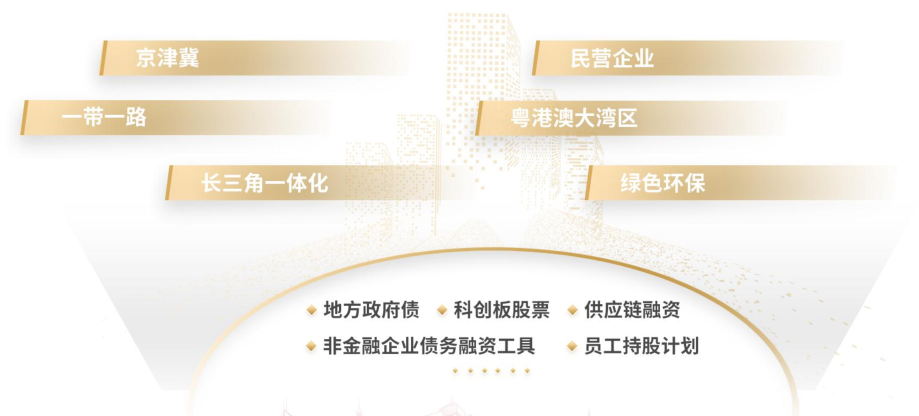 京津冀
民营企业
一带一路
粤港澳大湾区
长三角一体化
绿色环保
地方政府债 科创板股票 供应链融资
非金融企业债务融资工具 员工持股计划